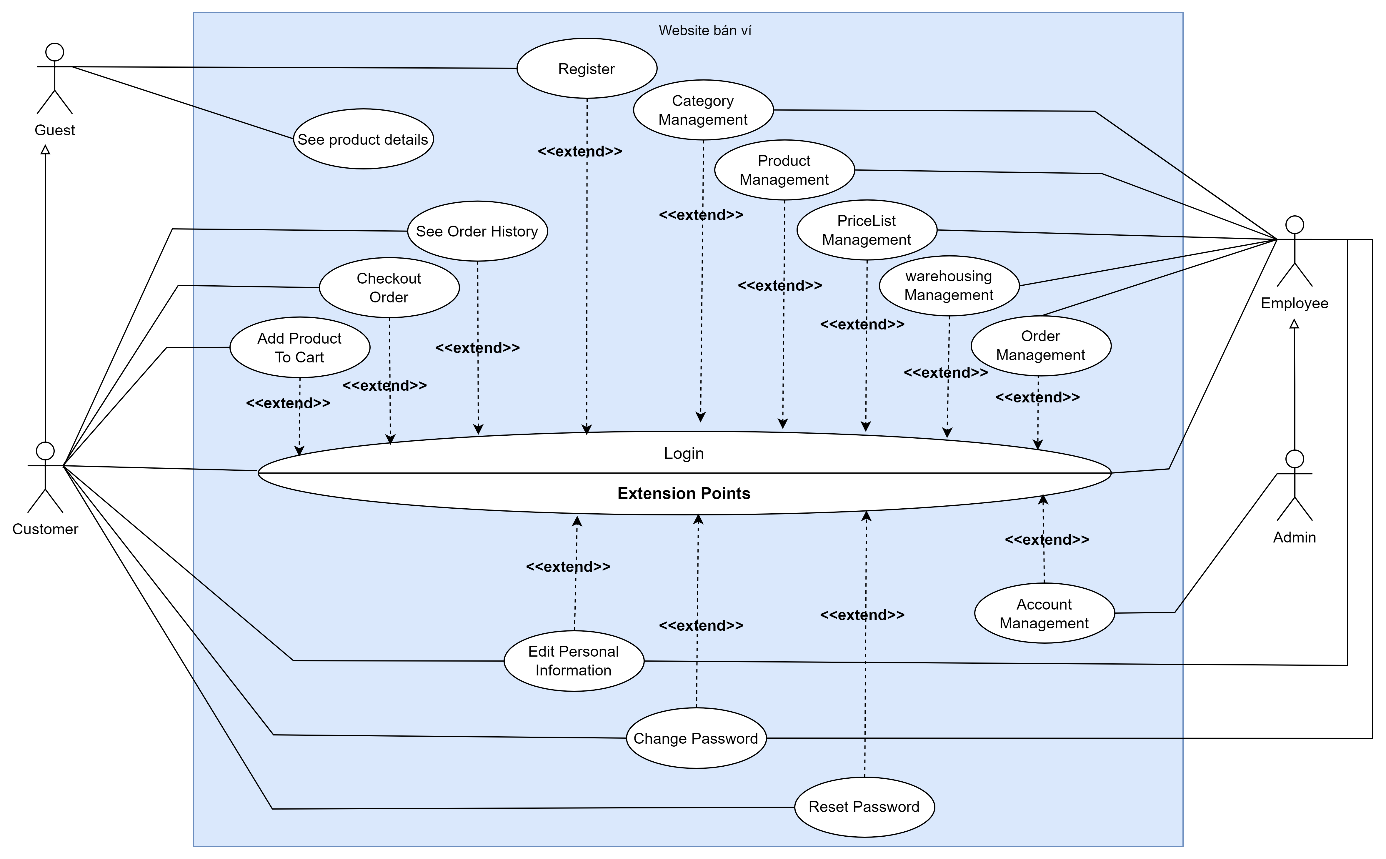 Website bán ví
Register
Guest
Category
Management
See product details
<<extend>>
Product
Management
<<extend>>
PriceList
Management
See Order History
<<extend>>
Checkout
Order
warehousing
Management
Employee
<<extend>>
Add Product
To Cart
Order
Management
<<extend>>
<<extend>>
<<extend>>
<<extend>>
<<extend>>
Login
Extension Points
Customer
Admin
<<extend>>
<<extend>>
Account
Management
<<extend>>
<<extend>>
Edit Personal
Information
Change Password
Reset Password